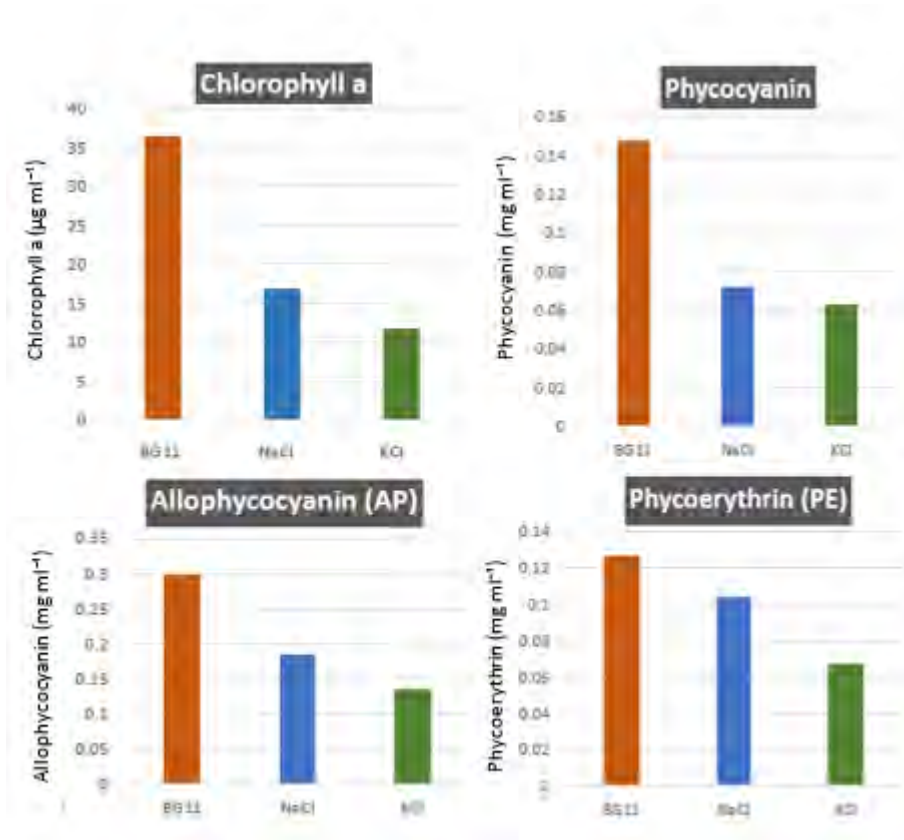 Chlorophyll a
Chlorophyll a (µg ml⁻¹)
40
35
30
25
20
15
10
5
0
BG11
NaCl
KCl
Phycocyanin
Phycocyanin (mg ml⁻¹)
0.16
0.14
0.12
0.1
0.08
0.06
0.04
0.02
0
BG11
NaCl
KCl
Allophycocyanin (AP)
Allophycocyanin (mg ml⁻¹)
0.35
0.3
0.25
0.2
0.15
0.1
0.05
0
BG11
NaCl
KCl
Phycoerythrin (PE)
Phycoerythrin (mg ml⁻¹)
0.14
0.12
0.1
0.08
0.06
0.04
0.02
0
BG11
NaCl
KCl